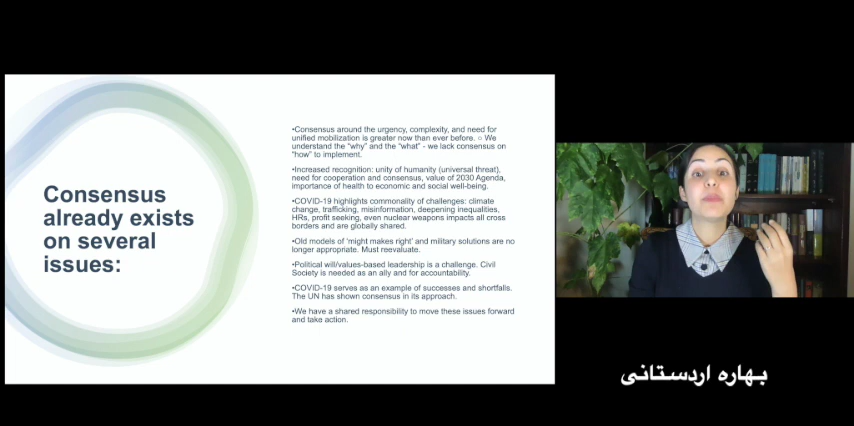 Consensus
already exists
on several
issues:
•Consensus around the urgency, complexity, and need for
unified mobilization is greater now than ever before. ○ We
understand the "why" and the "what" - we lack consensus on
"how" to implement.
•Increased recognition: unity of humanity (universal threat),
need for cooperation and consensus, value of 2030 Agenda,
importance of health to economic and social well-being.
•COVID-19 highlights commonality of challenges: climate
change, trafficking, misinformation, deepening inequalities,
HRs, profit seeking, even nuclear weapons impacts all cross
borders and are globally shared.
•Old models of 'might makes right' and military solutions are no
longer appropriate. Must reevaluate.
•Political will/values-based leadership is a challenge. Civil
Society is needed as an ally and for accountability.
•COVID-19 serves as an example of successes and shortfalls.
The UN has shown consensus in its approach.
•We have a shared responsibility to move these issues forward
and take action.
بهاره اردستانی